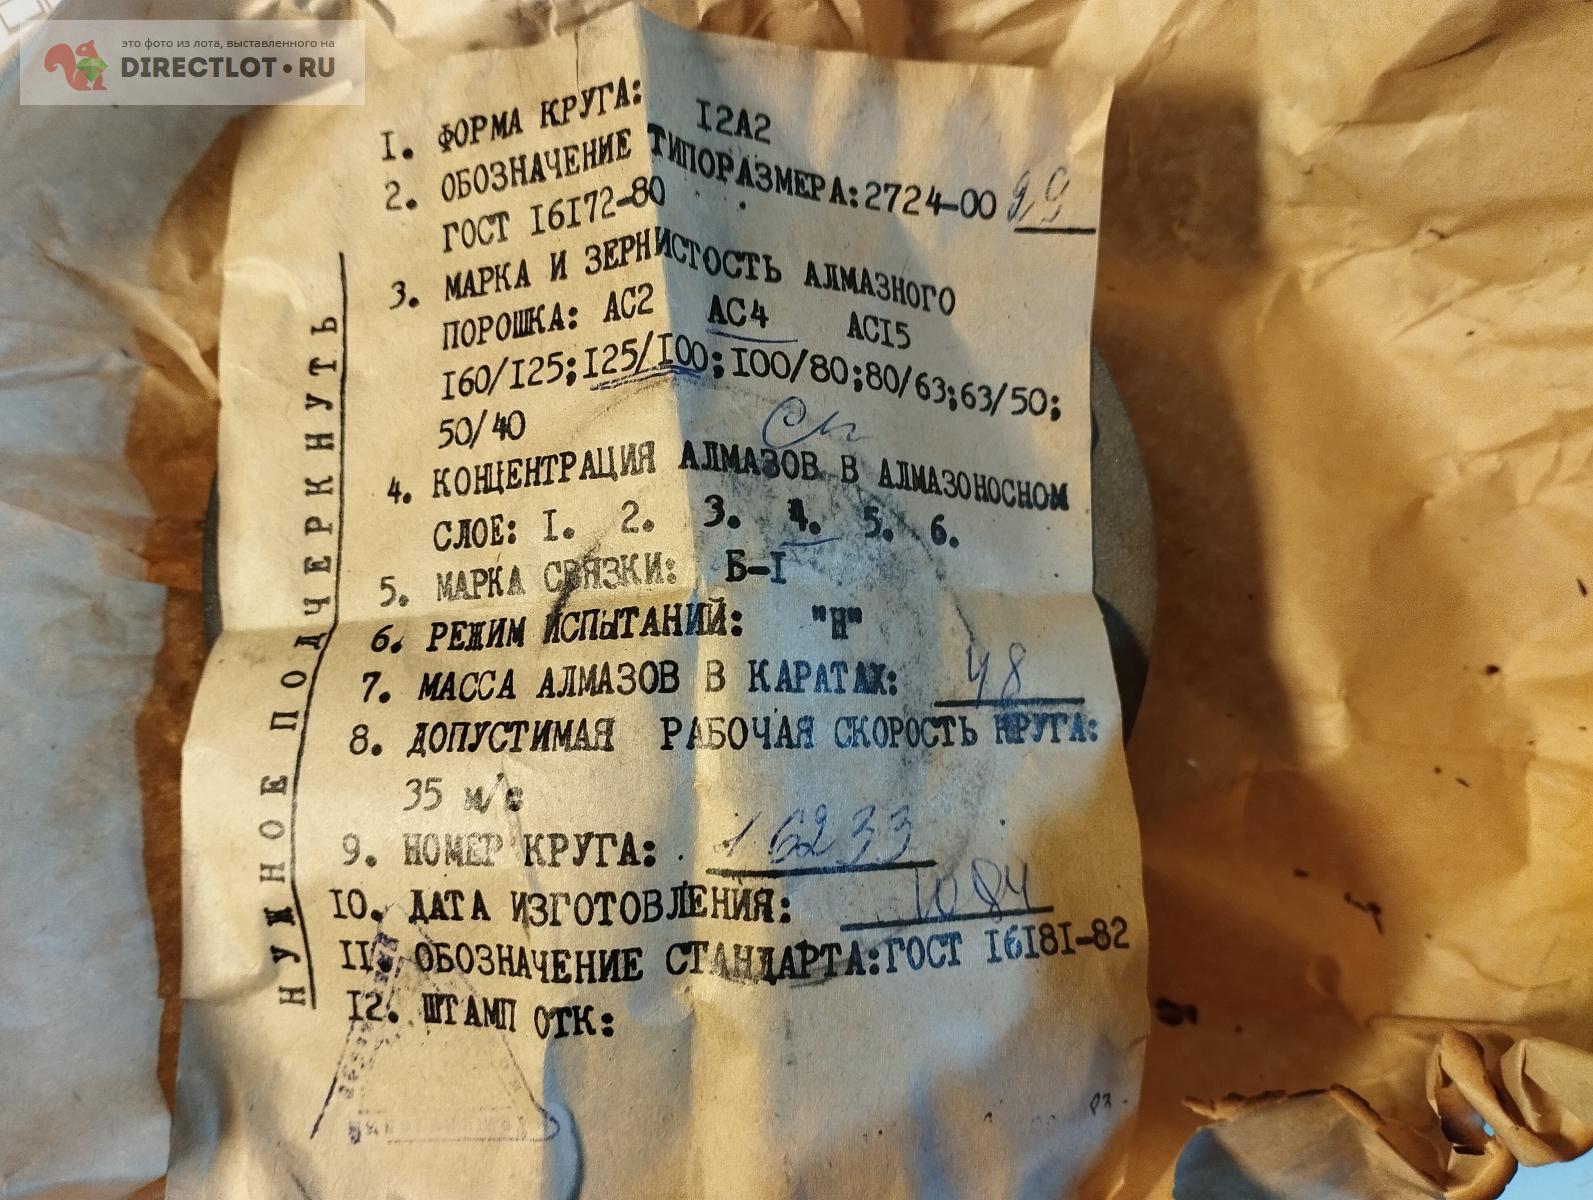 это фото из лота, выставленного на
DIRECTLOT.RU
НУЖНОЕ ПОДЧЕРКНУТЬ
I. ФОРМА КРУГА: I2А2
2. ОБОЗНАЧЕНИЕ ТИПОРАЗМЕРА: 2724-00
ГОСТ I6I72-80
3. МАРКА И ЗЕРНИСТОСТЬ АЛМАЗНОГО
ПОРОШКА: АС2 АС4 АСI5
I60/I25; I25/I00; I00/80; 80/63; 63/50;
50/40
4. КОНЦЕНТРАЦИЯ АЛМАЗОВ В АЛМАЗОНОСНОМ
СЛОЕ: I. 2. 3. 4. 5. 6.
5. МАРКА СВЯЗКИ: Б-I
6. РЕЖИМ ИСПЫТАНИЙ: "Н"
7. МАССА АЛМАЗОВ В КАРАТАХ: 48
8. ДОПУСТИМАЯ РАБОЧАЯ СКОРОСТЬ КРУГА:
35 м/с
9. НОМЕР КРУГА: 16233
I0. ДАТА ИЗГОТОВЛЕНИЯ: 10 84
II. ОБОЗНАЧЕНИЕ СТАНДАРТА: ГОСТ I6I8I-82
I2. ШТАМП ОТК: